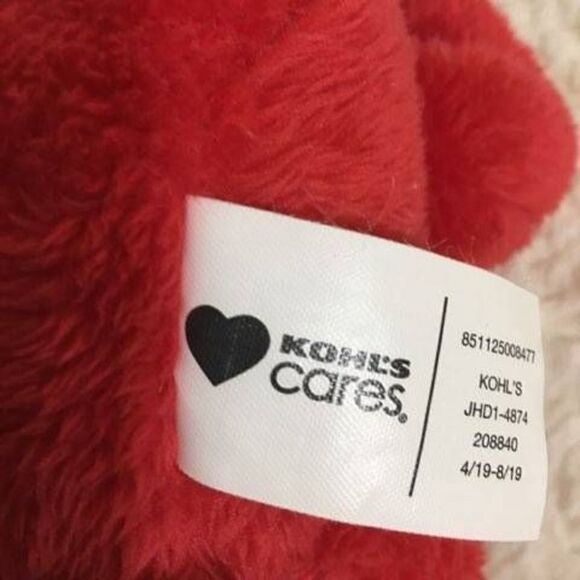 KOHL'S
cares®
851125008477
KOHL'S
JHD1-4874
208840
4/19-8/19